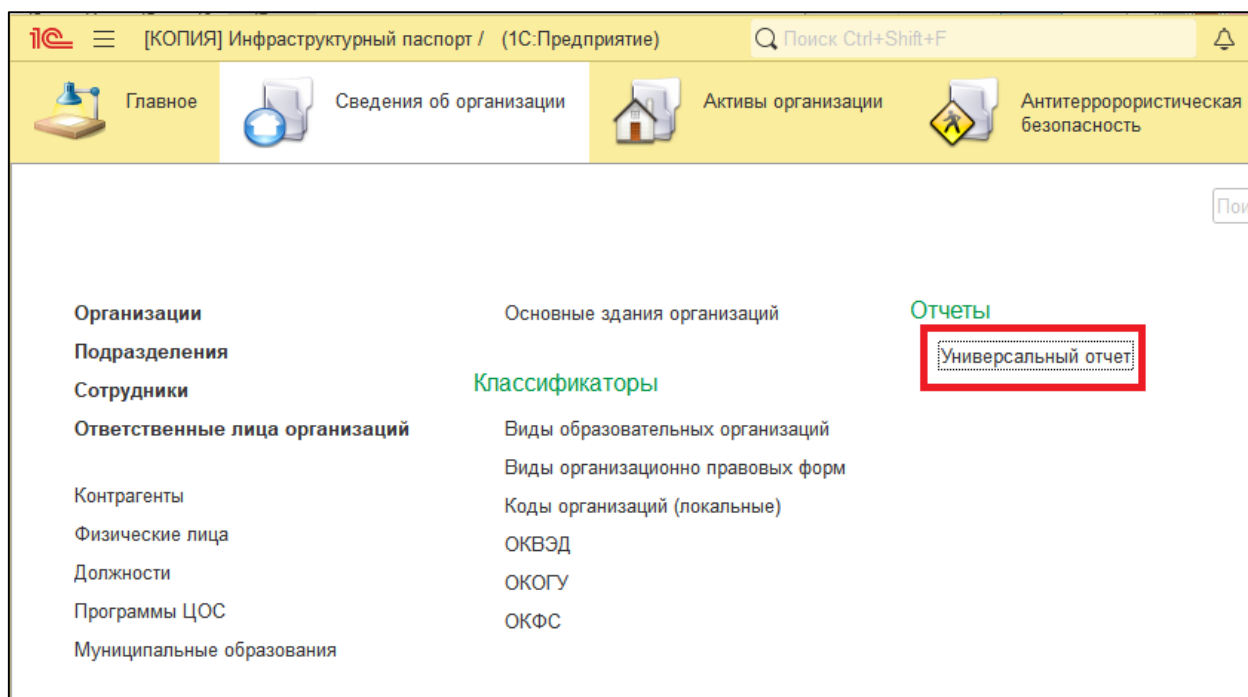 1С [КОПИЯ] Инфраструктурный паспорт / (1С:Предприятие) Поиск Ctrl+Shift+F
Главное
Сведения об организации
Активы организации
Антитерророристическая
безопасность
Пои
Организации
Подразделения
Сотрудники
Ответственные лица организаций
Контрагенты
Физические лица
Должности
Программы ЦОС
Муниципальные образования
Основные здания организаций
Классификаторы
Виды образовательных организаций
Виды организационно правовых форм
Коды организаций (локальные)
ОКВЭД
ОКОГУ
ОКФС
Отчеты
Универсальный отчет